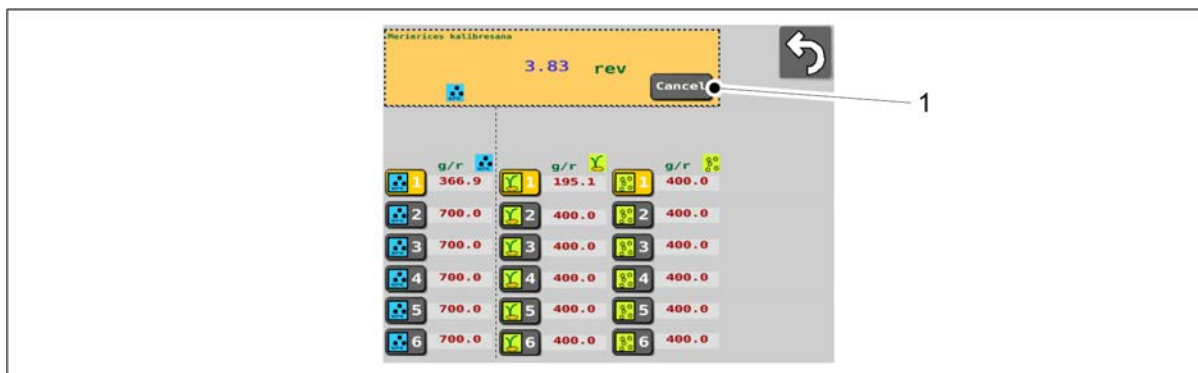 Merierices kalibresana
3.83 rev
Cancel
1
g/r g/r g/r
1 366.9 1 195.1 1 400.0
2 700.0 2 400.0 2 400.0
3 700.0 3 400.0 3 400.0
4 700.0 4 400.0 4 400.0
5 700.0 5 400.0 5 400.0
6 700.0 6 400.0 6 400.0